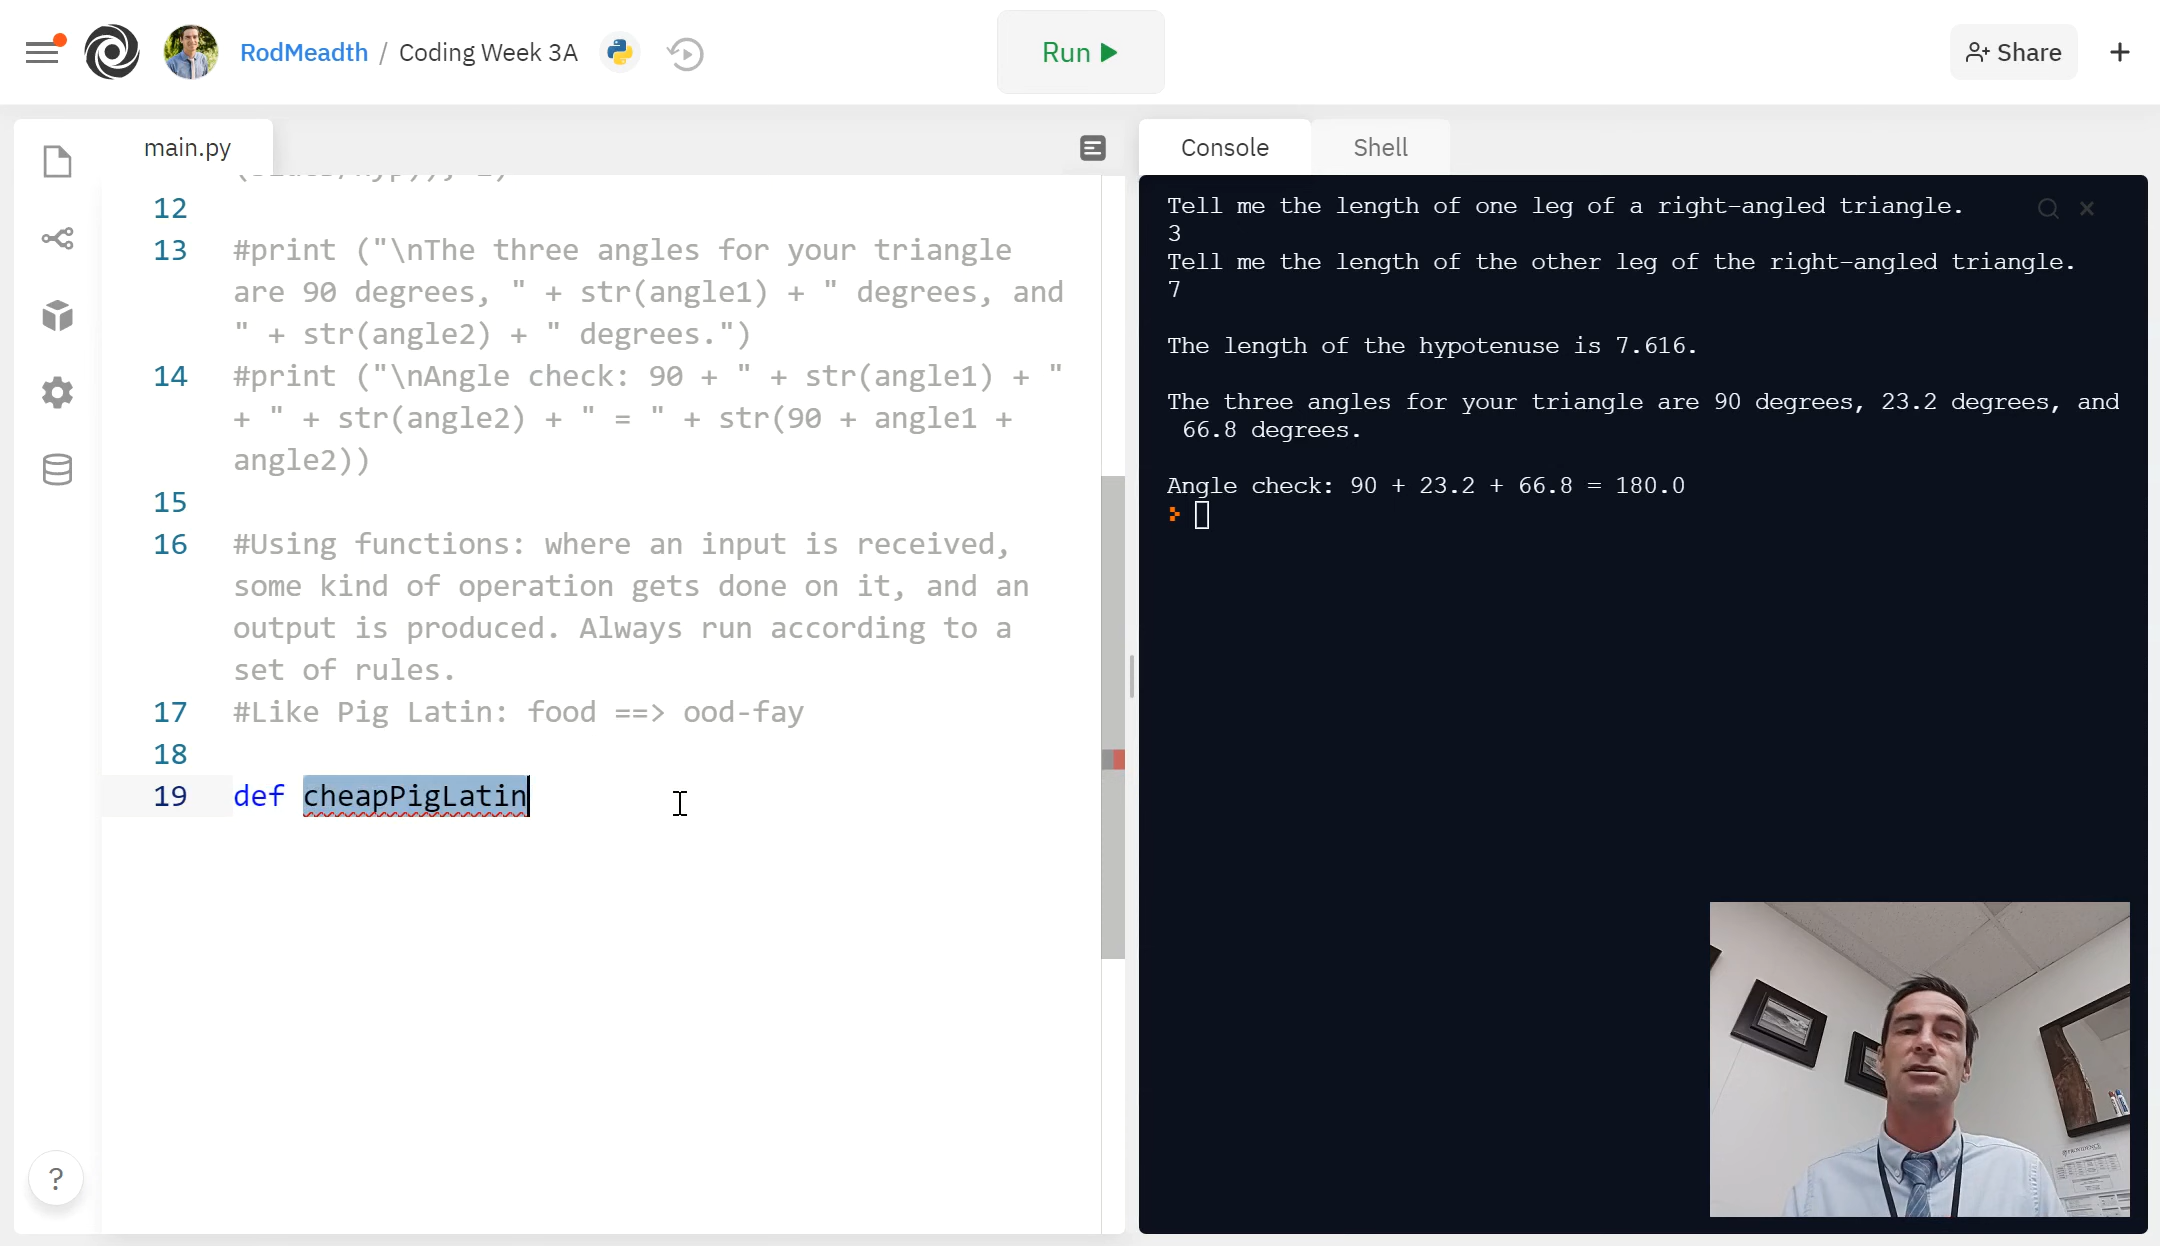 RodMeadth / Coding Week 3A
Run
Share
main.py
Console
Shell
12
13 #print ("\nThe three angles for your triangle
are 90 degrees, " + str(angle1) + " degrees, and
" + str(angle2) + " degrees.")
14 #print ("\nAngle check: 90 + " + str(angle1) + "
+ " + str(angle2) + " = " + str(90 + angle1 +
angle2))
15
16 #Using functions: where an input is received,
some kind of operation gets done on it, and an
output is produced. Always run according to a
set of rules.
17 #Like Pig Latin: food ==> ood-fay
18
19 def cheapPigLatin
?
Tell me the length of one leg of a right-angled triangle.
3
Tell me the length of the other leg of the right-angled triangle.
7
The length of the hypotenuse is 7.616.
The three angles for your triangle are 90 degrees, 23.2 degrees, and
66.8 degrees.
Angle check: 90 + 23.2 + 66.8 = 180.0